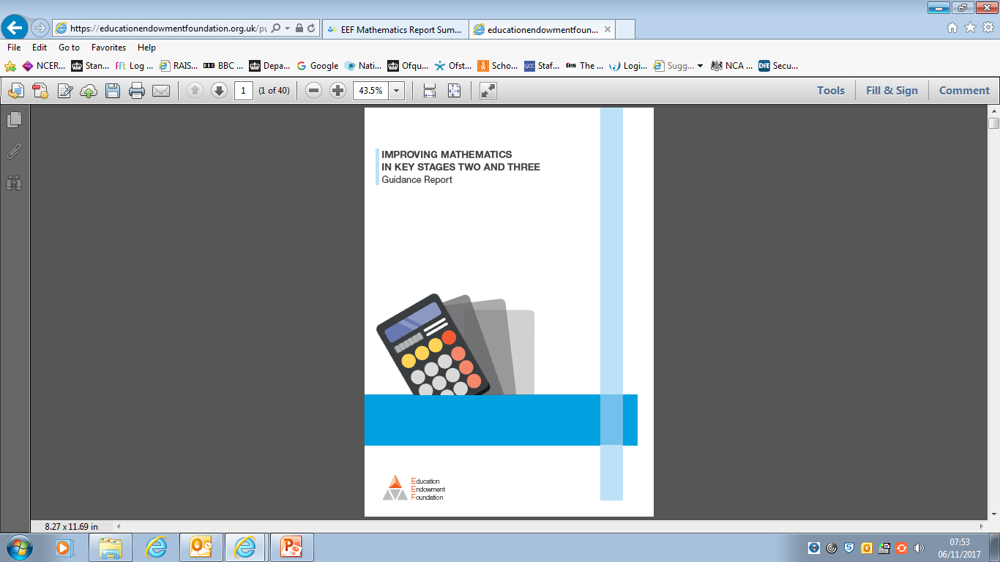 https://educationendowmentfoundation.org.uk/pu
EEF Mathematics Report Sum...
educationendowmentfoun...
File Edit Go to Favorites Help
NCER... Stan... Log ... RAIS... BBC ... Depa... Google Nati... Ofqu... Ofst... Scho... Staf... The ... Logi... Sugg... NCA ... Secu...
1 (1 of 40) 43.5% Tools Fill & Sign Comment
IMPROVING MATHEMATICS
IN KEY STAGES TWO AND THREE
Guidance Report
Education
Endowment
Foundation
8.27 x 11.69 in
07:53
06/11/2017